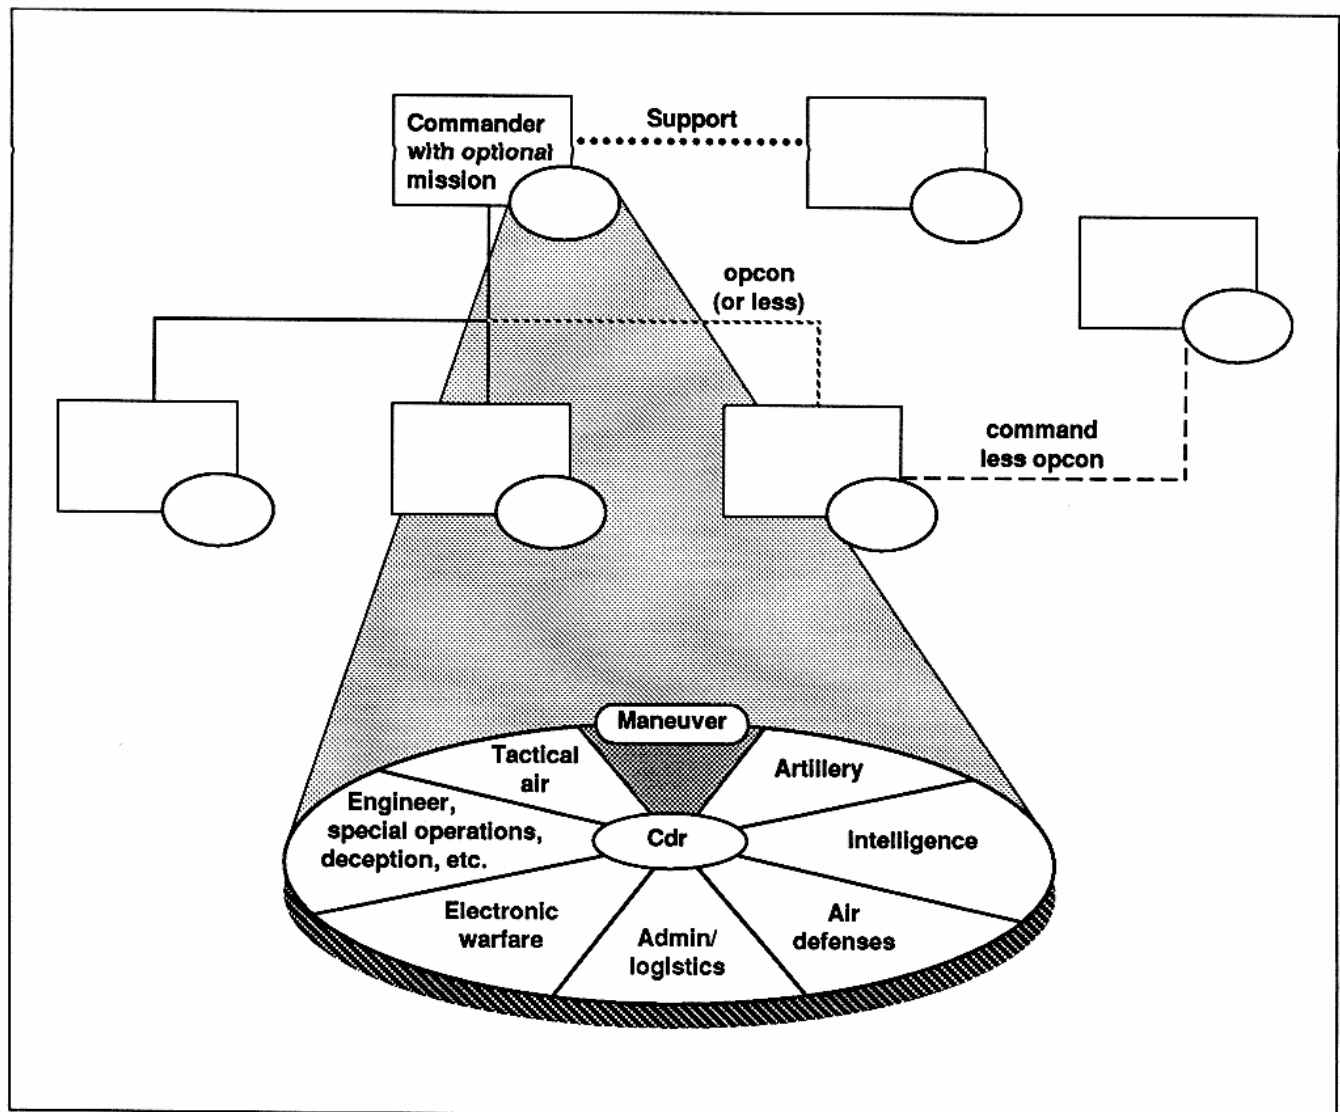 Commander
with optional
mission
Support
opcon
(or less)
command
less opcon
Maneuver
Tactical
air
Artillery
Engineer,
special operations,
deception, etc.
Cdr
Intelligence
Electronic
warfare
Admin/
logistics
Air
defenses